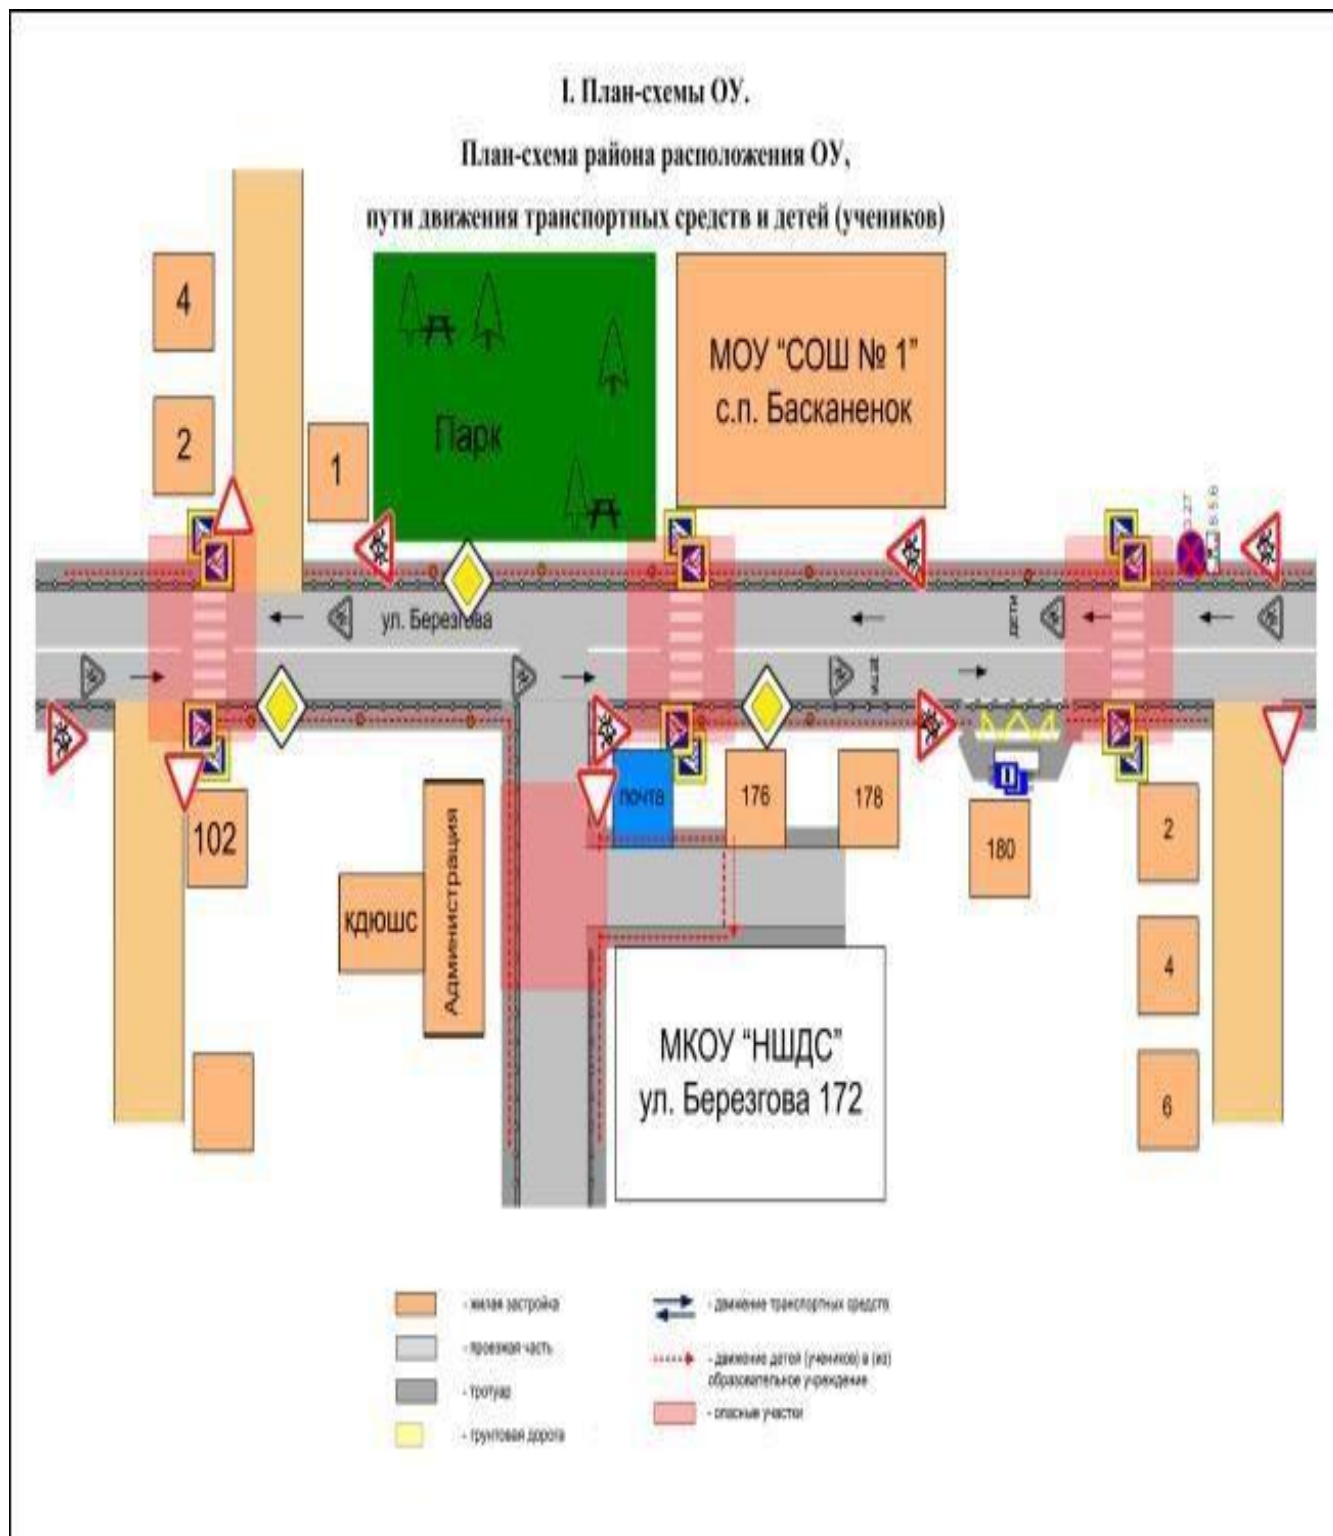 I. План-схемы ОУ.
План-схема района расположения ОУ,
пути движения транспортных средств и детей (учеников)
4
2
1
Парк
МОУ “СОШ № 1”
с.п. Басканенок
ул. Березгова
дети
дети
102
почта
176
178
180
2
4
6
кдюшс
Администрация
МКОУ “НШДС”
ул. Березгова 172
- жилая застройка
- проезжая часть
- тротуар
- грунтовая дорога
- движение транспортных средств
- движение детей (учеников) в (из)
образовательное учреждение
- опасные участки